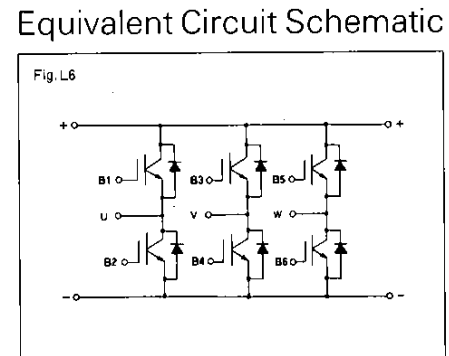 Equivalent Circuit Schematic
Fig. L6
+ +
B1 B3 B5
U V W
B2 B4 B6
- -